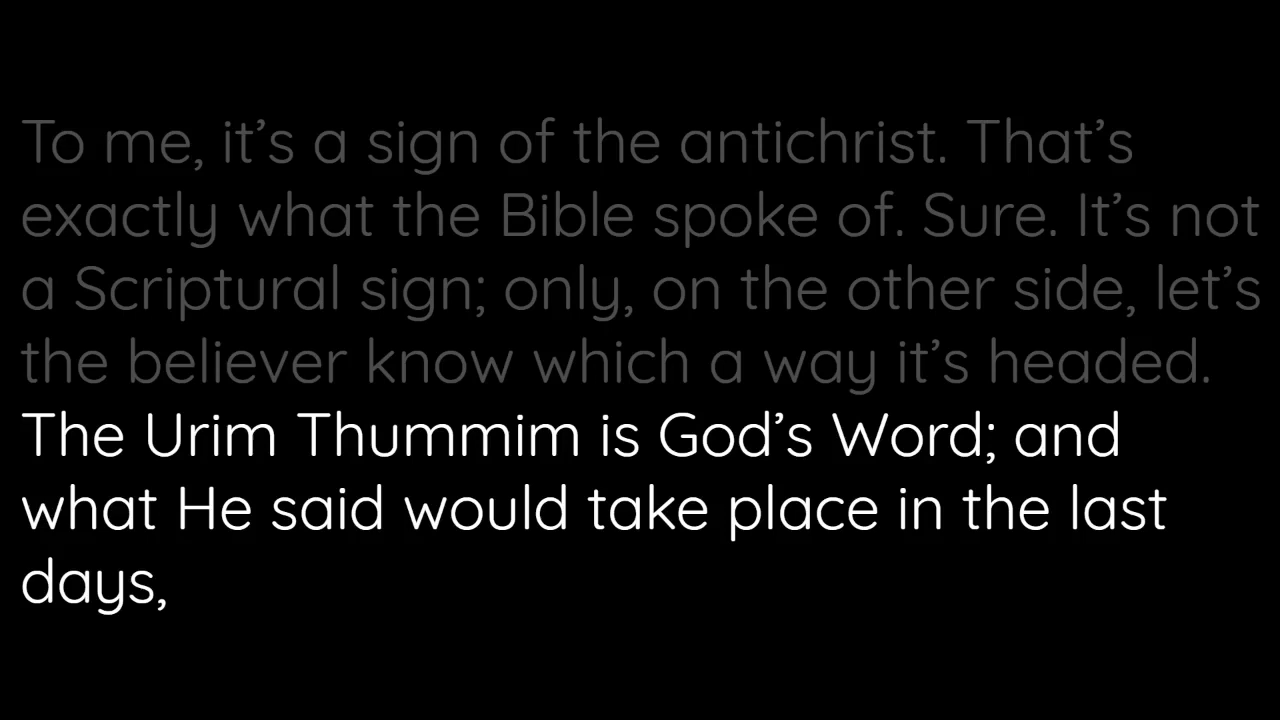 To me, it’s a sign of the antichrist. That’s
exactly what the Bible spoke of. Sure. It’s not
a Scriptural sign; only, on the other side, let’s
the believer know which a way it’s headed.
The Urim Thummim is God’s Word; and
what He said would take place in the last
days,